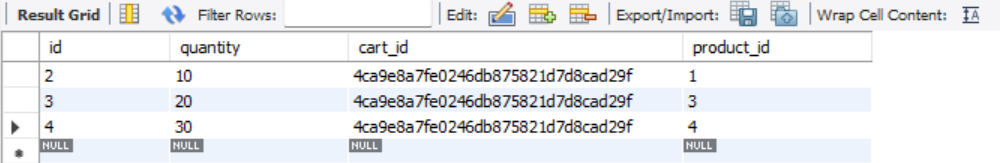 Result Grid Filter Rows: Edit: Export/Import: Wrap Cell Content:
id quantity cart_id product_id
2 10 4ca9e8a7fe0246db875821d7d8cad29f 1
3 20 4ca9e8a7fe0246db875821d7d8cad29f 3
4 30 4ca9e8a7fe0246db875821d7d8cad29f 4
NULL NULL NULL NULL